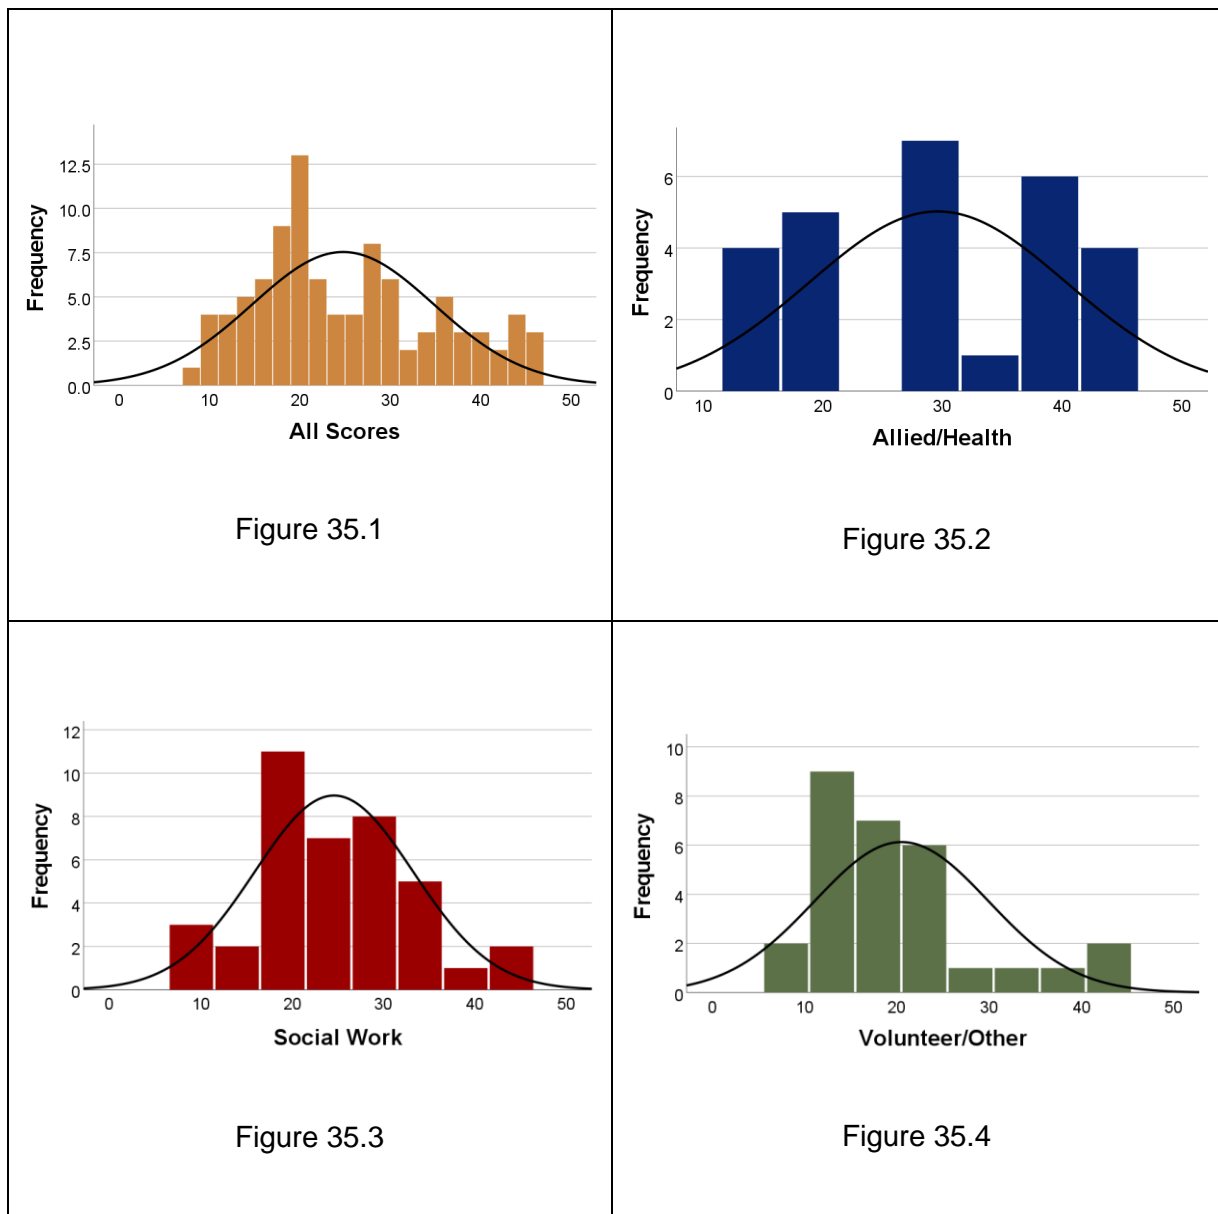 12.5
10.0
7.5
5.0
2.5
0.0
Frequency
0 10 20 30 40 50
All Scores
Figure 35.1
6
4
2
0
Frequency
10 20 30 40 50
Allied/Health
Figure 35.2
12
10
8
6
4
2
0
Frequency
0 10 20 30 40 50
Social Work
Figure 35.3
10
8
6
4
2
0
Frequency
0 10 20 30 40 50
Volunteer/Other
Figure 35.4